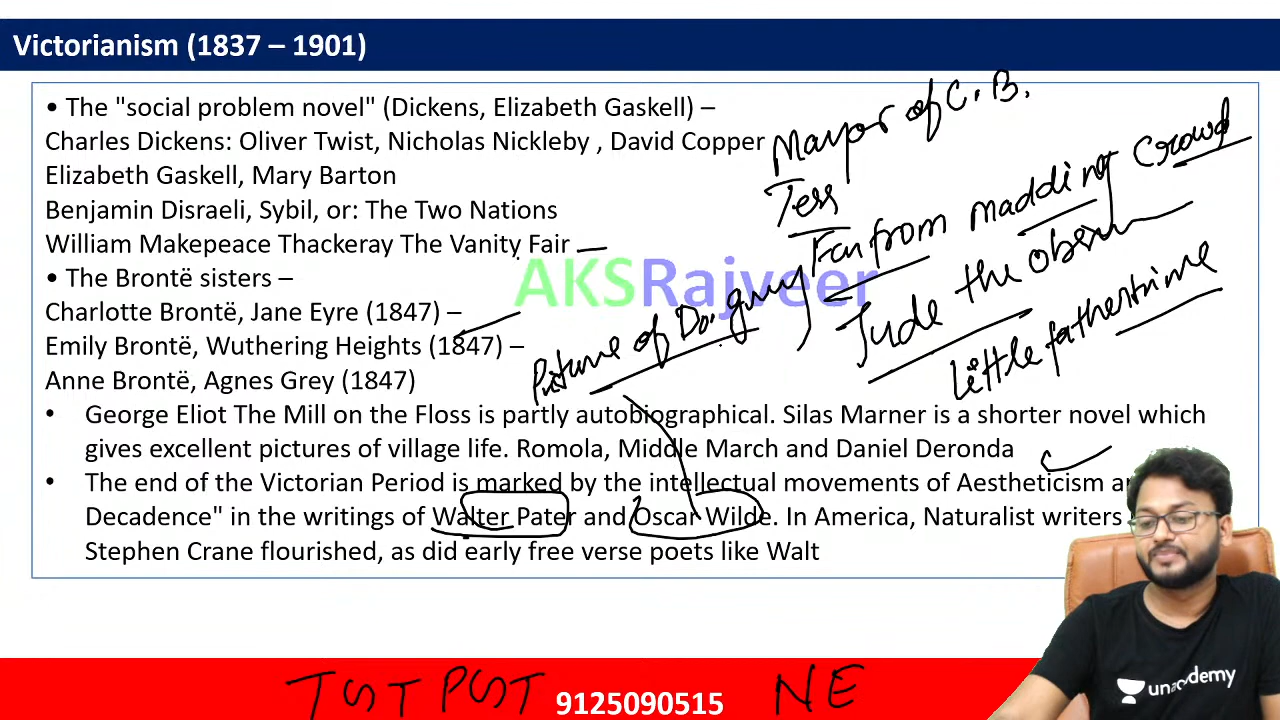 Victorianism (1837 – 1901)
• The "social problem novel" (Dickens, Elizabeth Gaskell) –
Charles Dickens: Oliver Twist, Nicholas Nickleby , David Copper
Elizabeth Gaskell, Mary Barton
Benjamin Disraeli, Sybil, or: The Two Nations
William Makepeace Thackeray The Vanity Fair
• The Brontë sisters –
Charlotte Brontë, Jane Eyre (1847) –
Emily Brontë, Wuthering Heights (1847) –
Anne Brontë, Agnes Grey (1847)
• George Eliot The Mill on the Floss is partly autobiographical. Silas Marner is a shorter novel which
gives excellent pictures of village life. Romola, Middle March and Daniel Deronda
• The end of the Victorian Period is marked by the intellectual movements of Aestheticism
Decadence" in the writings of Walter Pater and Oscar Wilde. In America, Naturalist writers
Stephen Crane flourished, as did early free verse poets like Walt
Mayor of C.B.
Tess
Far from madding Crowd
Jude the
Little father time
Picture of Do. gray
AKSRajveer
TGT PGT 9125090515 NE
unacademy